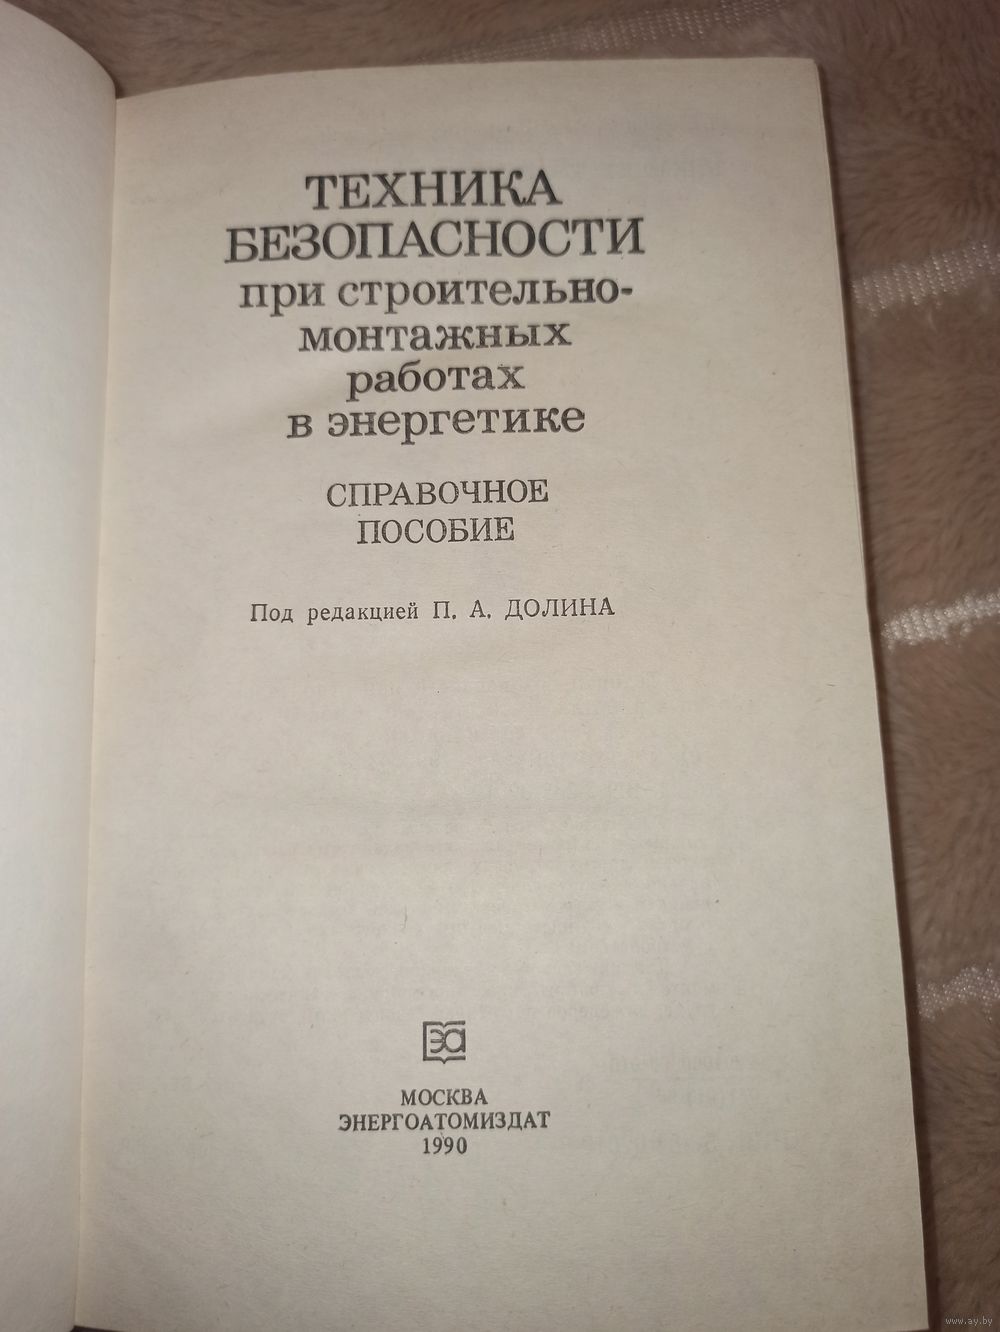 ТЕХНИКА
БЕЗОПАСНОСТИ
при строительно-
монтажных
работах
в энергетике
СПРАВОЧНОЕ
ПОСОБИЕ
Под редакцией П. А. ДОЛИНА
ЭА
МОСКВА
ЭНЕРГОАТОМИЗДАТ
1990
www.ay.by